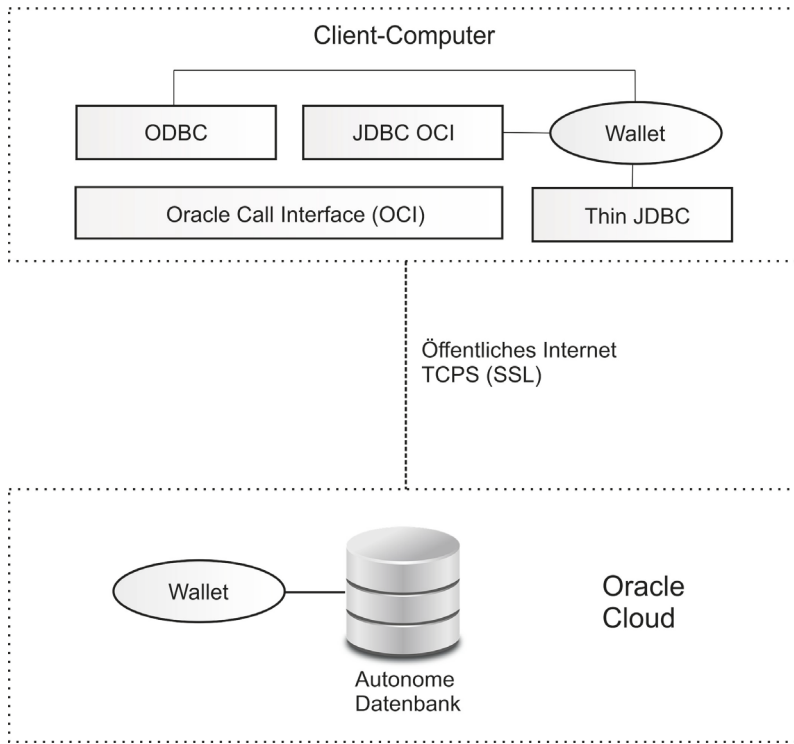 Client-Computer
ODBC
JDBC OCI
Wallet
Oracle Call Interface (OCI)
Thin JDBC
Öffentliches Internet
TCPS (SSL)
Wallet
Oracle
Cloud
Autonome
Datenbank